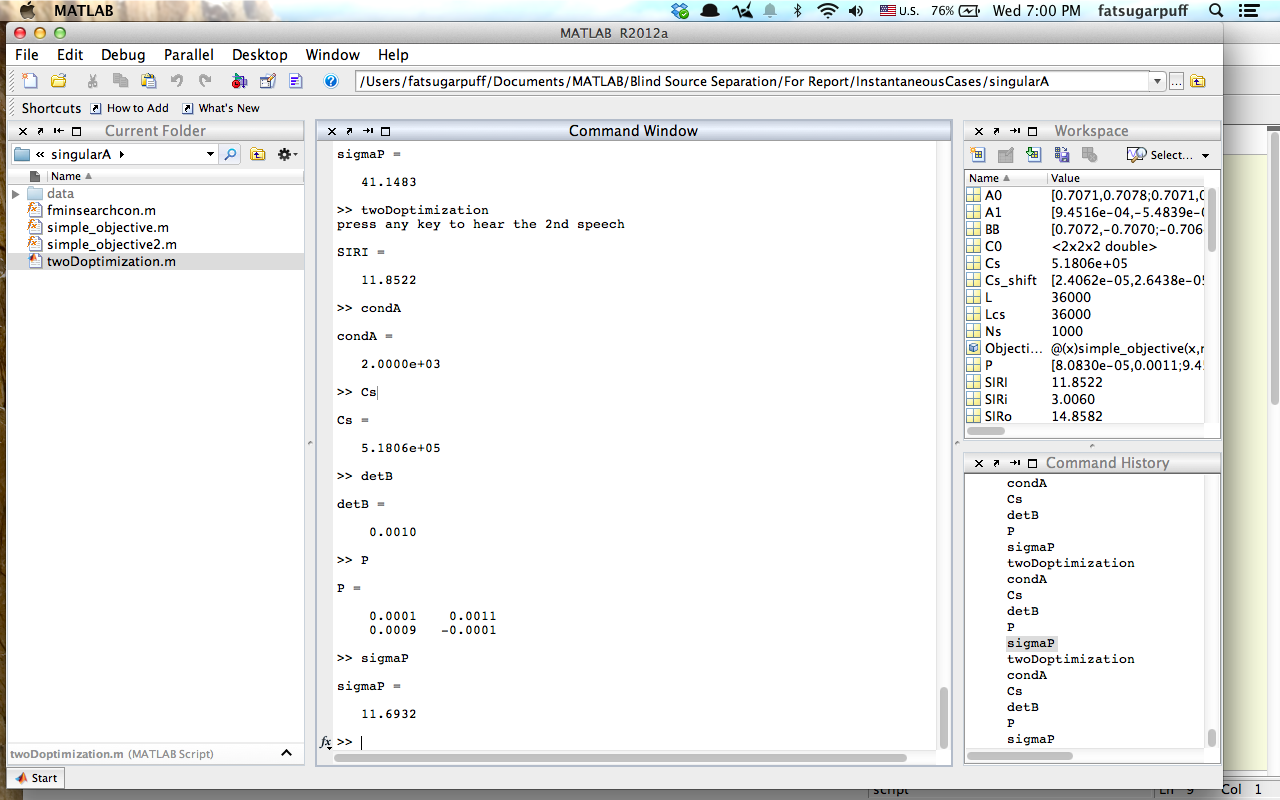 MATLAB U.S. 76% Wed 7:00 PM fatsugarpuff
MATLAB R2012a
File Edit Debug Parallel Desktop Window Help
/Users/fatsugarpuff/Documents/MATLAB/Blind Source Separation/For Report/InstantaneousCases/singularA
Shortcuts How to Add What's New
Current Folder
« singularA
Name
data
fminsearchcon.m
simple_objective.m
simple_objective2.m
twoDoptimization.m
twoDoptimization.m (MATLAB Script)
Start
Command Window
sigmaP =
41.1483
>> twoDoptimization
press any key to hear the 2nd speech
SIRI =
11.8522
>> condA
condA =
2.0000e+03
>> Cs
Cs =
5.1806e+05
>> detB
detB =
0.0010
>> P
P =
0.0001 0.0011
0.0009 -0.0001
>> sigmaP
sigmaP =
11.6932
fx >>
Workspace
Select...
Name Value
A0 [0.7071,0.7078;0.7071,0
A1 [9.4516e-04,-5.4839e-0
BB [0.7072,-0.7070;-0.706
C0 <2x2x2 double>
Cs 5.1806e+05
Cs_shift [2.4062e-05,2.6438e-05
L 36000
Lcs 36000
Ns 1000
Objecti... @(x)simple_objective(x,r
P [8.0830e-05,0.0011;9.4
SIRI 11.8522
SIRi 3.0060
SIRo 14.8582
Command History
condA
Cs
detB
P
sigmaP
twoDoptimization
condA
Cs
detB
P
sigmaP
twoDoptimization
condA
Cs
detB
P
sigmaP
script Ln 9 Col 1